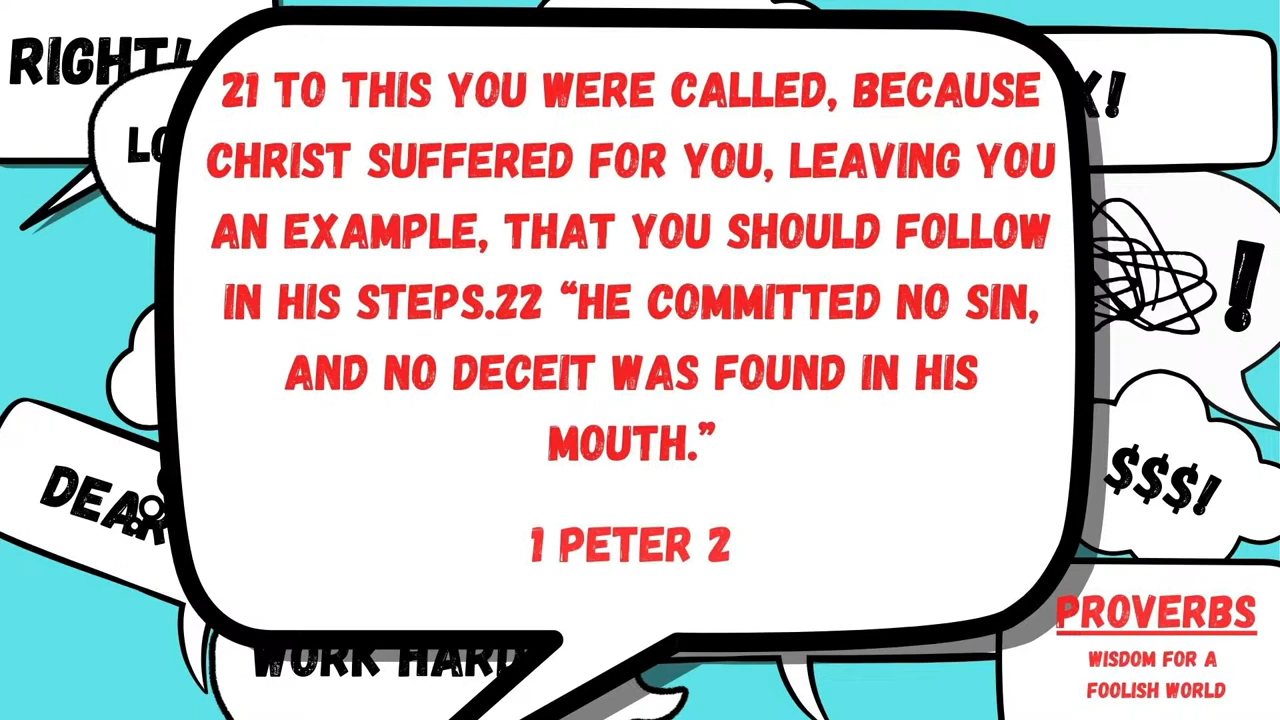 RIGHT!
21 TO THIS YOU WERE CALLED, BECAUSE
CHRIST SUFFERED FOR YOU, LEAVING YOU
AN EXAMPLE, THAT YOU SHOULD FOLLOW
IN HIS STEPS.22 “HE COMMITTED NO SIN,
AND NO DECEIT WAS FOUND IN HIS
MOUTH.”
1 PETER 2
!
$$$!
PROVERBS
WISDOM FOR A
FOOLISH WORLD
WORK HARD